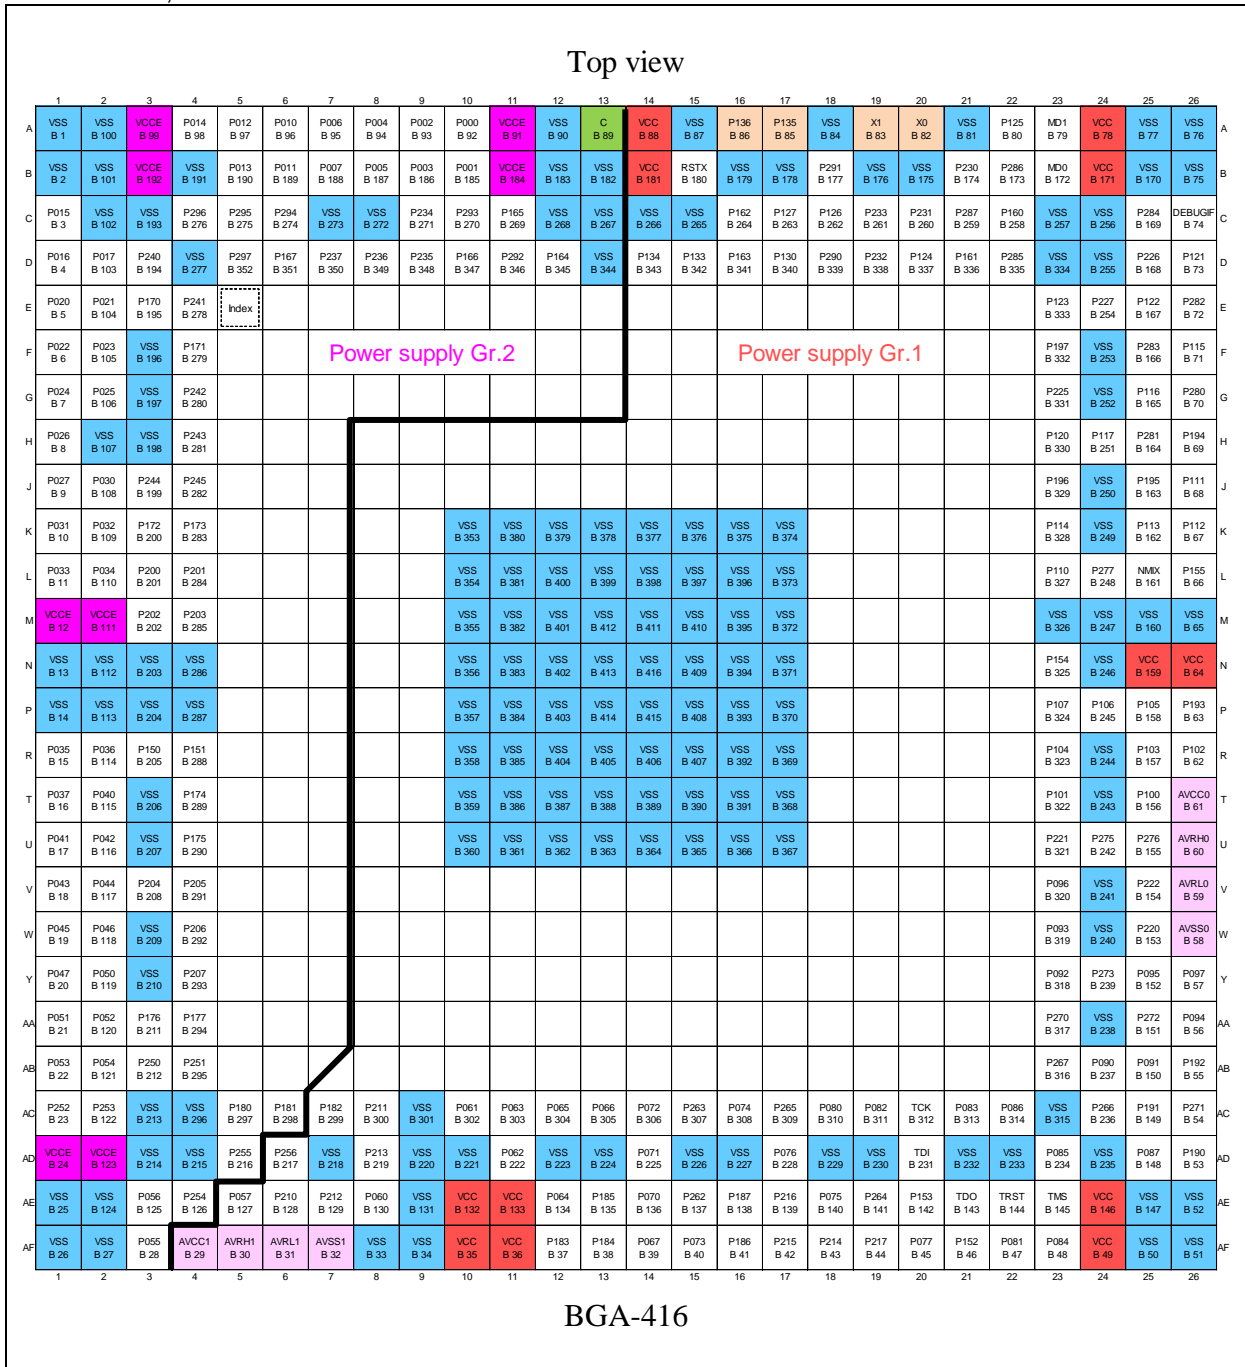 Top view
1 2 3 4 5 6 7 8 9 10 11 12 13 14 15 16 17 18 19 20 21 22 23 24 25 26
A VSS VSS VCCE P014 P012 P010 P006 P004 P002 P000 VCCE VSS C VCC VSS P136 P135 VSS X1 X0 VSS P125 MD1 VCC VSS VSS A
B 1 B 100 B 99 B 98 B 97 B 96 B 95 B 94 B 93 B 92 B 91 B 90 B 89 B 88 B 87 B 86 B 85 B 84 B 83 B 82 B 81 B 80 B 79 B 78 B 77 B 76
B VSS VSS VCCE VSS P013 P011 P007 P005 P003 P001 VCCE VSS VSS VCC RSTX VSS VSS P291 VSS VSS P230 P286 MD0 VCC VSS VSS B
B 2 B 101 B 192 B 191 B 190 B 189 B 188 B 187 B 186 B 185 B 184 B 183 B 182 B 181 B 180 B 179 B 178 B 177 B 176 B 175 B 174 B 173 B 172 B 171 B 170 B 75
C P015 VSS VSS P296 P295 P294 VSS VSS P234 P293 P165 VSS VSS VSS VSS P162 P127 P126 P233 P231 P287 P160 VSS VSS P284 DEBUGIF C
B 3 B 102 B 193 B 276 B 275 B 274 B 273 B 272 B 271 B 270 B 269 B 268 B 267 B 266 B 265 B 264 B 263 B 262 B 261 B 260 B 259 B 258 B 257 B 256 B 169 B 74
D P016 P017 P240 VSS P297 P167 P237 P236 P235 P166 P292 P164 VSS P134 P133 P163 P130 P290 P232 P124 P161 P285 VSS VSS P226 P121 D
B 4 B 103 B 194 B 277 B 352 B 351 B 350 B 349 B 348 B 347 B 346 B 345 B 344 B 343 B 342 B 341 B 340 B 339 B 338 B 337 B 336 B 335 B 334 B 255 B 168 B 73
E P020 P021 P170 P241 Index P123 P227 P122 P282 E
B 5 B 104 B 195 B 278 B 333 B 254 B 167 B 72
F P022 P023 VSS P171 Power supply Gr.2 Power supply Gr.1 P197 VSS P283 P115 F
B 6 B 105 B 196 B 279 B 332 B 253 B 166 B 71
G P024 P025 VSS P242 P225 VSS P116 P280 G
B 7 B 106 B 197 B 280 B 331 B 252 B 165 B 70
H P026 VSS VSS P243 P120 P117 P281 P194 H
B 8 B 107 B 198 B 281 B 330 B 251 B 164 B 69
J P027 P030 P244 P245 P196 VSS P195 P111 J
B 9 B 108 B 199 B 282 B 329 B 250 B 163 B 68
K P031 P032 P172 P173 VSS VSS VSS VSS VSS VSS VSS VSS P114 VSS P113 P112 K
B 10 B 109 B 200 B 283 B 353 B 380 B 379 B 378 B 377 B 376 B 375 B 374 B 328 B 249 B 162 B 67
L P033 P034 P200 P201 VSS VSS VSS VSS VSS VSS VSS VSS P110 P277 NMIX P155 L
B 11 B 110 B 201 B 284 B 354 B 381 B 400 B 399 B 398 B 397 B 396 B 373 B 327 B 248 B 161 B 66
M VCCE VCCE P202 P203 VSS VSS VSS VSS VSS VSS VSS VSS VSS VSS VSS VSS M
B 12 B 111 B 202 B 285 B 355 B 382 B 401 B 412 B 411 B 410 B 395 B 372 B 326 B 247 B 160 B 65
N VSS VSS VSS VSS VSS VSS VSS VSS VSS VSS VSS VSS P154 VSS VCC VCC N
B 13 B 112 B 203 B 286 B 356 B 383 B 402 B 413 B 416 B 409 B 394 B 371 B 325 B 246 B 159 B 64
P VSS VSS VSS VSS VSS VSS VSS VSS VSS VSS VSS VSS P107 P106 P105 P193 P
B 14 B 113 B 204 B 287 B 357 B 384 B 403 B 414 B 415 B 408 B 393 B 370 B 324 B 245 B 158 B 63
R P035 P036 P150 P151 VSS VSS VSS VSS VSS VSS VSS VSS P104 VSS P103 P102 R
B 15 B 114 B 205 B 288 B 358 B 385 B 404 B 405 B 406 B 407 B 392 B 369 B 323 B 244 B 157 B 62
T P037 P040 VSS P174 VSS VSS VSS VSS VSS VSS VSS VSS P101 VSS P100 AVCC0 T
B 16 B 115 B 206 B 289 B 359 B 386 B 387 B 388 B 389 B 390 B 391 B 368 B 322 B 243 B 156 B 61
U P041 P042 VSS P175 VSS VSS VSS VSS VSS VSS VSS VSS P221 P275 P276 AVRH0 U
B 17 B 116 B 207 B 290 B 360 B 361 B 362 B 363 B 364 B 365 B 366 B 367 B 321 B 242 B 155 B 60
V P043 P044 P204 P205 P096 VSS P222 AVRL0 V
B 18 B 117 B 208 B 291 B 320 B 241 B 154 B 59
W P045 P046 VSS P206 P093 VSS P220 AVSS0 W
B 19 B 118 B 209 B 292 B 319 B 240 B 153 B 58
Y P047 P050 VSS P207 P092 P273 P095 P097 Y
B 20 B 119 B 210 B 293 B 318 B 239 B 152 B 57
AA P051 P052 P176 P177 P270 VSS P272 P094 AA
B 21 B 120 B 211 B 294 B 317 B 238 B 151 B 56
AB P053 P054 P250 P251 P267 P090 P091 P192 AB
B 22 B 121 B 212 B 295 B 316 B 237 B 150 B 55
AC P252 P253 VSS VSS P180 P181 P182 P211 VSS P061 P063 P065 P066 P072 P263 P074 P265 P080 P082 TCK P083 P086 VSS P266 P191 P271 AC
B 23 B 122 B 213 B 296 B 297 B 298 B 299 B 300 B 301 B 302 B 303 B 304 B 305 B 306 B 307 B 308 B 309 B 310 B 311 B 312 B 313 B 314 B 315 B 236 B 149 B 54
AD VCCE VCCE VSS VSS P255 P256 VSS P213 VSS VSS P062 VSS VSS P071 VSS VSS P076 VSS VSS TDI VSS VSS P085 VSS P087 P190 AD
B 24 B 123 B 214 B 215 B 216 B 217 B 218 B 219 B 220 B 221 B 222 B 223 B 224 B 225 B 226 B 227 B 228 B 229 B 230 B 231 B 232 B 233 B 234 B 235 B 148 B 53
AE VSS VSS P056 P254 P057 P210 P212 P060 VSS VCC VCC P064 P185 P070 P262 P187 P216 P075 P264 P153 TDO TRST TMS VCC VSS VSS AE
B 25 B 124 B 125 B 126 B 127 B 128 B 129 B 130 B 131 B 132 B 133 B 134 B 135 B 136 B 137 B 138 B 139 B 140 B 141 B 142 B 143 B 144 B 145 B 146 B 147 B 52
AF VSS VSS P055 AVCC1 AVRH1 AVRL1 AVSS1 VSS VSS VCC VCC P183 P184 P067 P073 P186 P215 P214 P217 P077 P152 P081 P084 VCC VSS VSS AF
B 26 B 27 B 28 B 29 B 30 B 31 B 32 B 33 B 34 B 35 B 36 B 37 B 38 B 39 B 40 B 41 B 42 B 43 B 44 B 45 B 46 B 47 B 48 B 49 B 50 B 51
1 2 3 4 5 6 7 8 9 10 11 12 13 14 15 16 17 18 19 20 21 22 23 24 25 26
BGA-416